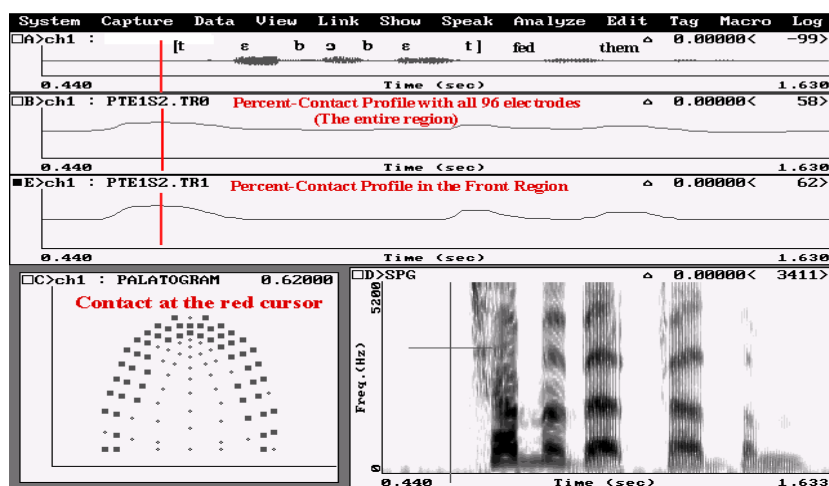 System Capture Data View Link Show Speak Analyze Edit Tag Macro Log
A>ch1 : 0.00000< -99>
[t ε b ɔ b ε t] fed them
0.440 Time (sec) 1.630
B>ch1 : PTE1S2.TR0 0.00000< 58>
Percent-Contact Profile with all 96 electrodes
(The entire region)
0.440 Time (sec) 1.630
E>ch1 : PTE1S2.TR1 0.00000< 62>
Percent-Contact Profile in the Front Region
0.440 Time (sec) 1.630
C>ch1 : PALATOGRAM 0.62000
Contact at the red cursor
D>SPG 0.00000< 3411>
5200
Freq.(Hz)
0
0.440 Time (sec) 1.633